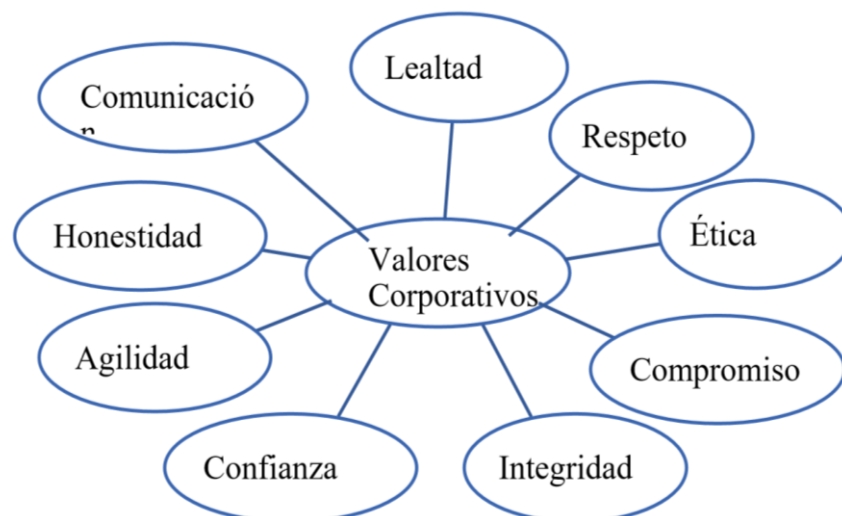 Lealtad
Comunicació
n
Respeto
Honestidad
Ética
Valores
Corporativos
Agilidad
Compromiso
Confianza
Integridad